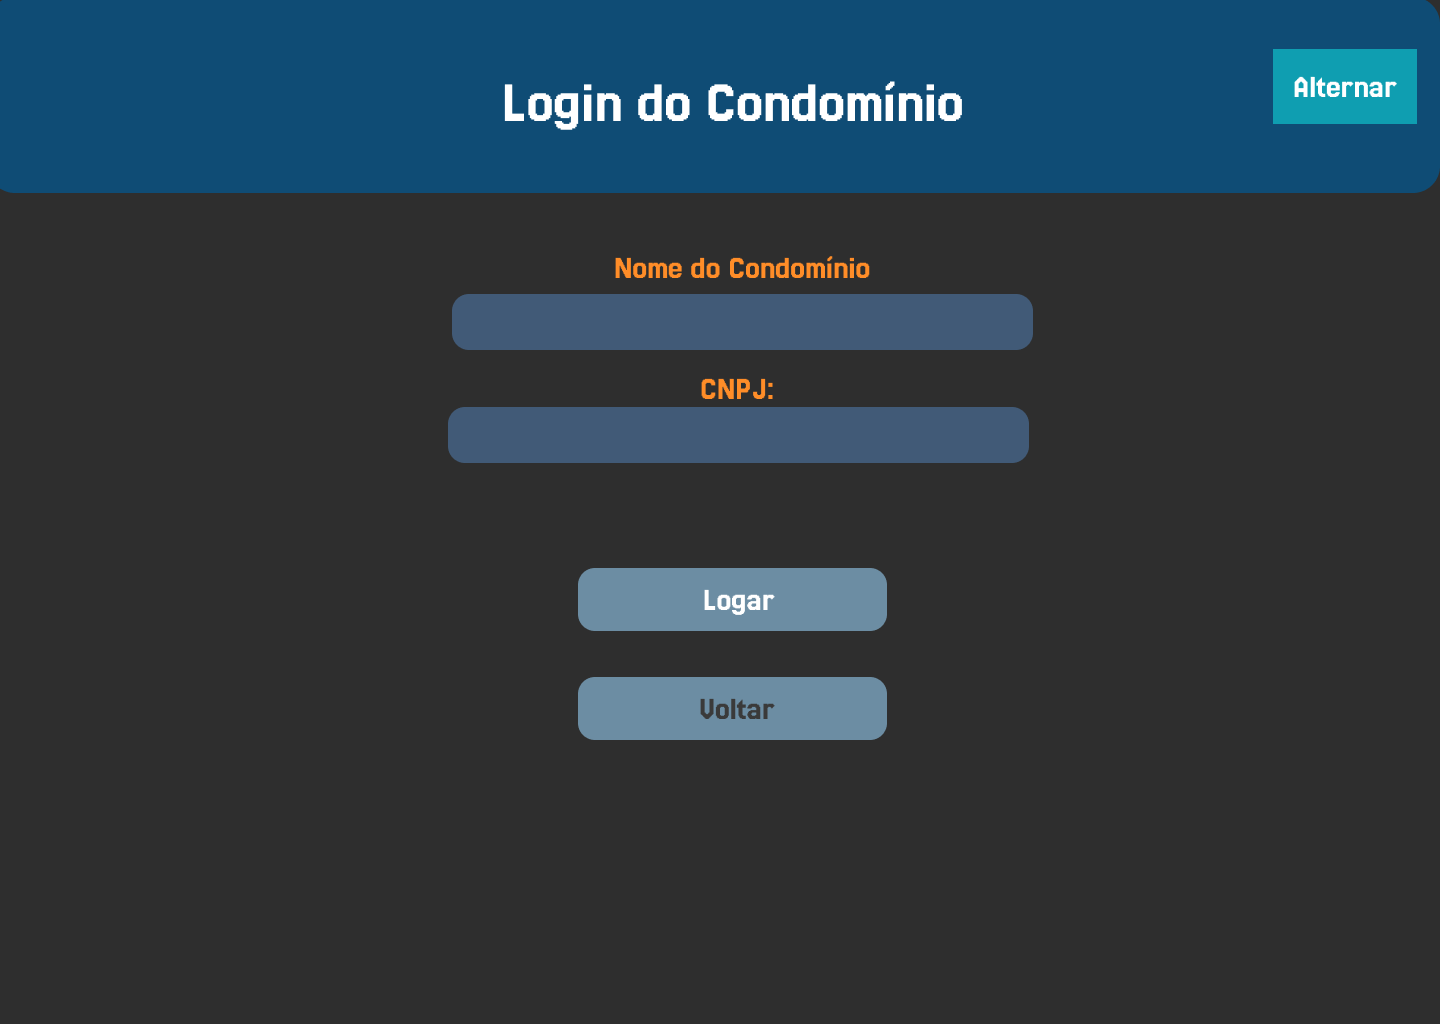 Login do Condomínio
Alternar
Nome do Condomínio
CNPJ:
Logar
Voltar